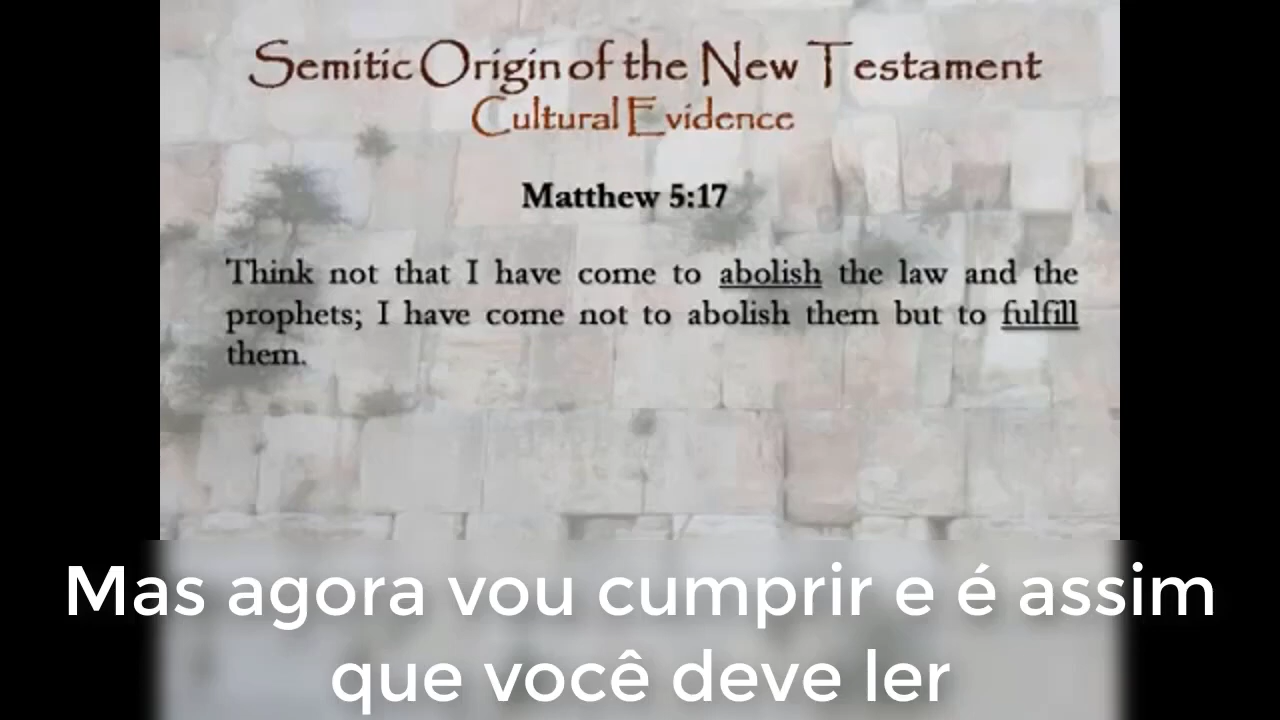 Semitic Origin of the New Testament
Cultural Evidence
Matthew 5:17
Think not that I have come to abolish the law and the
prophets; I have come not to abolish them but to fulfill
them.
Mas agora vou cumprir e é assim
que você deve ler